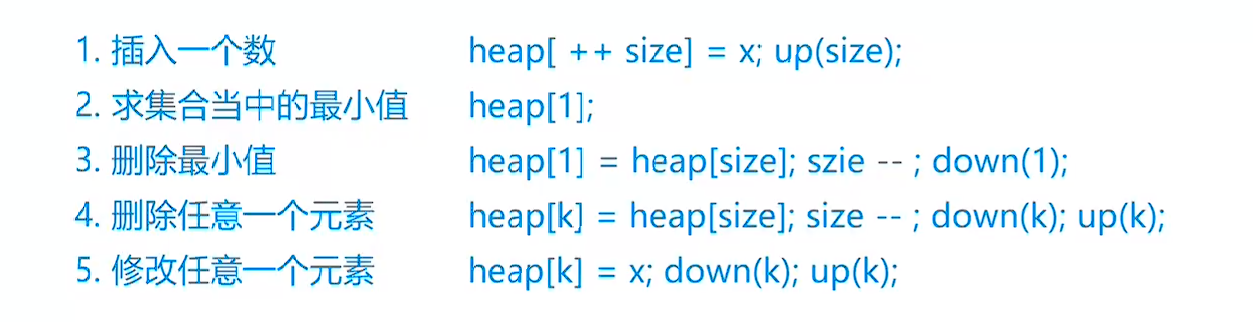 1. 插入一个数 heap[ ++ size] = x; up(size);
2. 求集合当中的最小值 heap[1];
3. 删除最小值 heap[1] = heap[size]; szie -- ; down(1);
4. 删除任意一个元素 heap[k] = heap[size]; size -- ; down(k); up(k);
5. 修改任意一个元素 heap[k] = x; down(k); up(k);